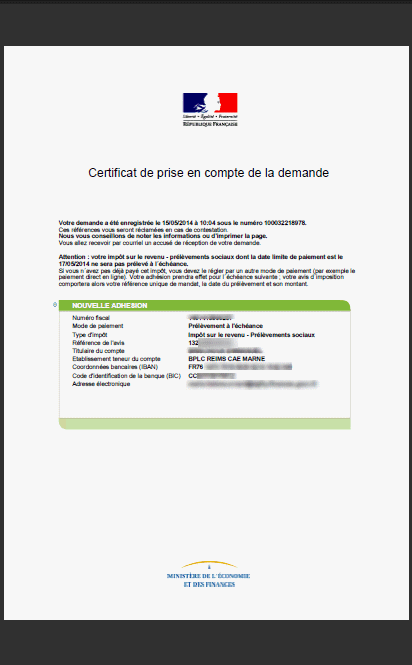 Liberté • Égalité • Fraternité
RÉPUBLIQUE FRANÇAISE
Certificat de prise en compte de la demande
Votre demande a été enregistrée le 15/05/2014 à 10:04 sous le numéro 100032218978.
Ces références vous seront réclamées en cas de contestation.
Nous vous conseillons de noter les informations ou d'imprimer la page.
Vous allez recevoir par courriel un accusé de réception de votre demande.
Attention : votre impôt sur le revenu - prélèvements sociaux dont la date limite de paiement est le
17/05/2014 ne sera pas prélevé à l'échéance.
Si vous n'avez pas déjà payé cet impôt, vous devez le régler par un autre mode de paiement (par exemple le
paiement direct en ligne). Votre adhésion prendra effet pour l'échéance suivante ; votre avis d'imposition
comportera alors votre référence unique de mandat, la date du prélèvement et son montant.
NOUVELLE ADHESION
Numéro fiscal
Mode de paiement Prélèvement à l'échéance
Type d'impôt Impôt sur le revenu - Prélèvements sociaux
Référence de l'avis 132
Titulaire du compte
Etablissement teneur du compte BPLC REIMS CAE MARNE
Coordonnées bancaires (IBAN) FR76
Code d'identification de la banque (BIC) CC
Adresse électronique
MINISTÈRE DE L'ÉCONOMIE
ET DES FINANCES